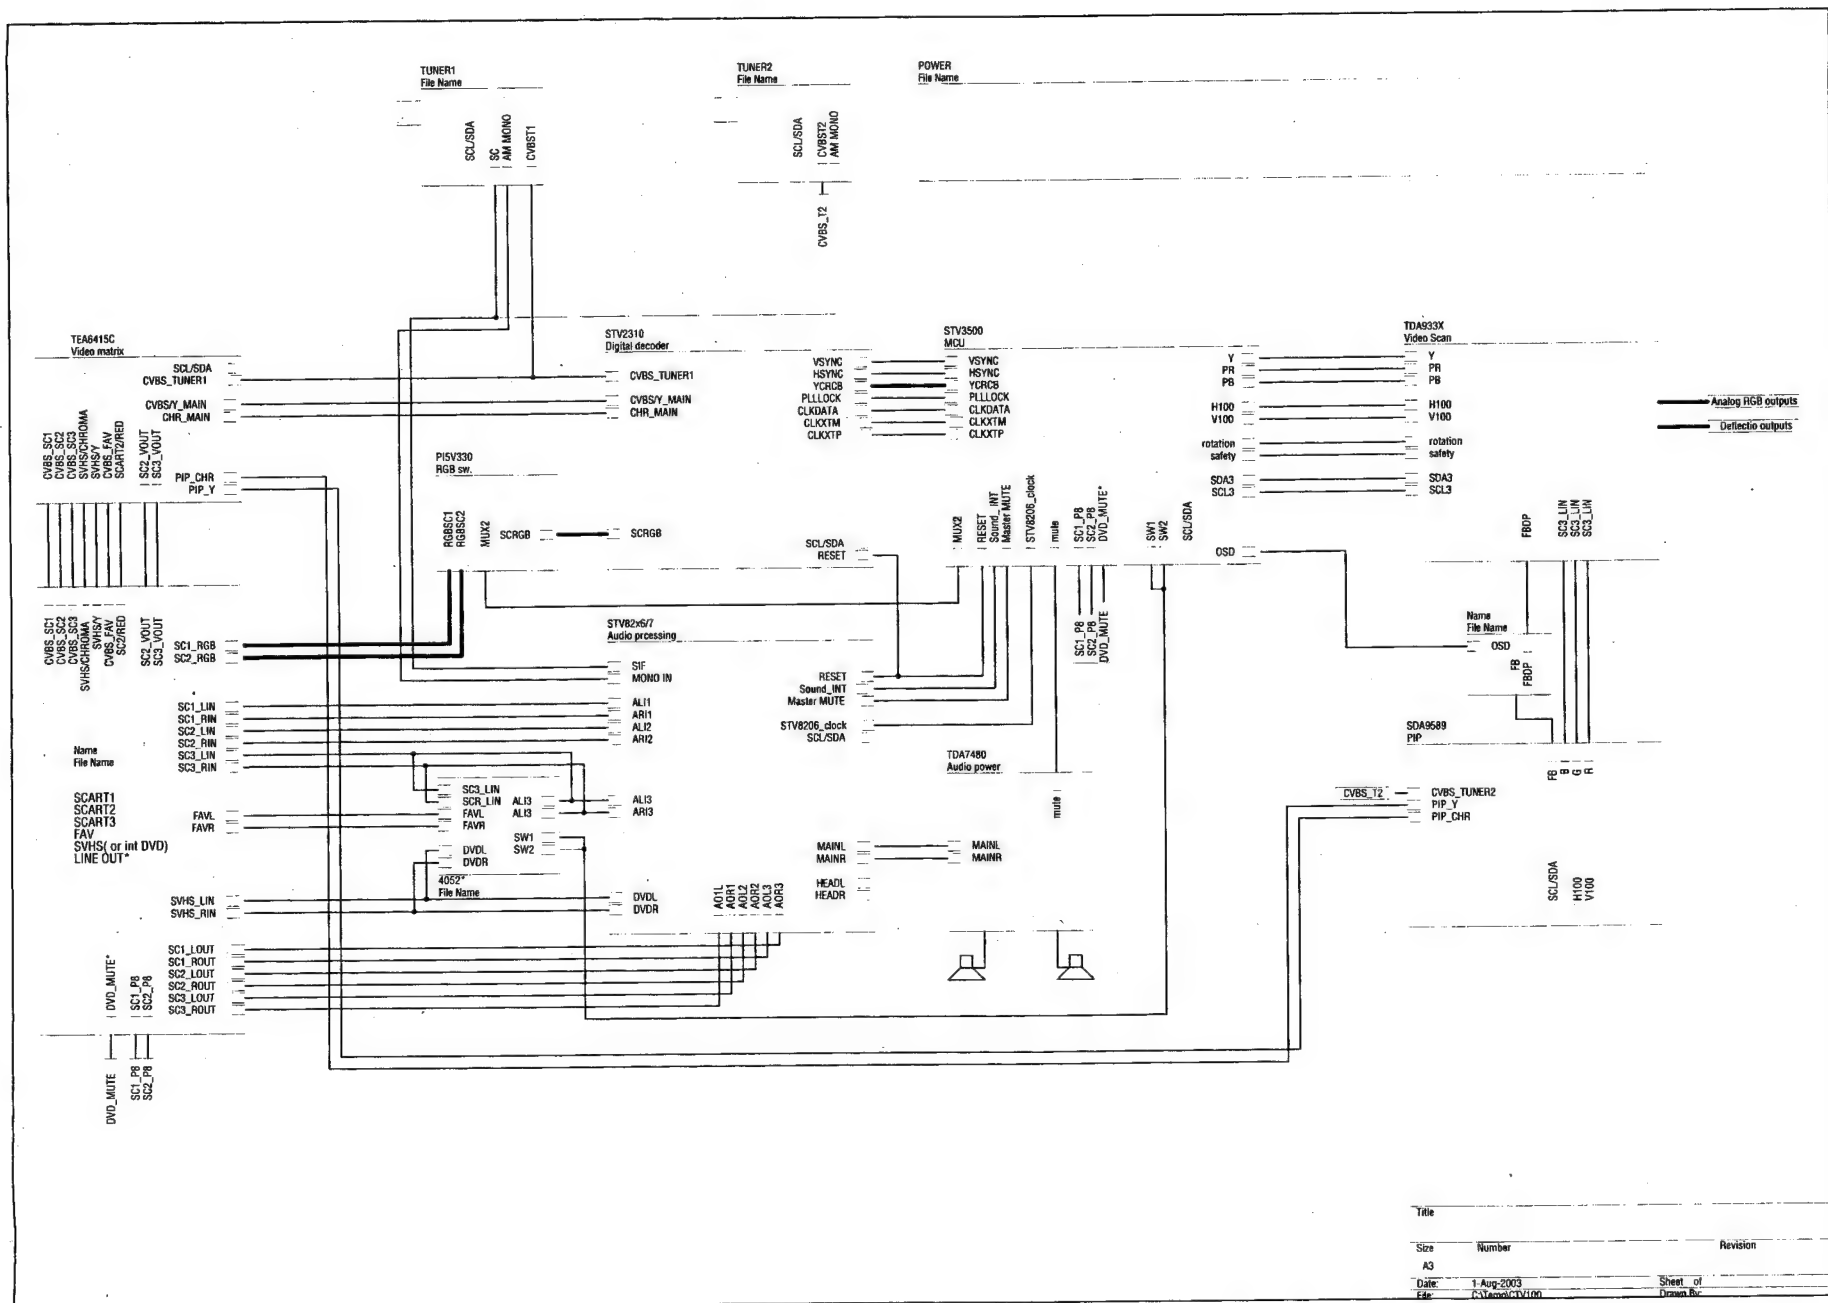 TUNER1
File Name
SCL/SDA
SC
AM MONO
CVBST1
TUNER2
File Name
SCL/SDA
CVBST2
AM MONO
CVBS_T2
POWER
File Name
TEA6415C
Video matrix
SCL/SDA
CVBS_TUNER1
CVBS/Y_MAIN
CHR_MAIN
PIP_CHR
PIP_Y
CVBS_SC1
CVBS_SC2
CVBS_SC3
SVHS/CHROMA
SVHS/Y
CVBS_FAV
SCART2/RED
SC2_VOUT
SC3_VOUT
STV2310
Digital decoder
CVBS_TUNER1
CVBS/Y_MAIN
CHR_MAIN
SCRGB
VSYNC
HSYNC
YCRCB
PLLLOCK
CLKDATA
CLKXTM
CLKXTP
SCL/SDA
RESET
STV3500
MCU
VSYNC
HSYNC
YCRCB
PLLLOCK
CLKDATA
CLKXTM
CLKXTP
Y
PR
PB
H100
V100
rotation
safety
SDA3
SCL3
OSD
MUX2
RESET
Sound_INT
Master MUTE
STV8206_clock
mute
SC1_P8
SC2_P8
DVD_MUTE*
SW1
SW2
SCL/SDA
SC1_P8
SC2_P8
DVD_MUTE
TDA933X
Video Scan
Y
PR
PB
H100
V100
rotation
safety
SDA3
SCL3
FBDP
SC3_LIN
SC3_LIN
SC3_LIN
Analog RGB outputs
Deflectio outputs
PI5V330
RGB sw.
RGBSC1
RGBSC2
MUX2
SCRGB
CVBS_SC1
CVBS_SC2
CVBS_SC3
SVHS/CHROMA
SVHS/Y
CVBS_FAV
SC2/RED
SC2_VOUT
SC3_VOUT
SC1_RGB
SC2_RGB
SC1_LIN
SC1_RIN
SC2_LIN
SC2_RIN
SC3_LIN
SC3_RIN
Name
File Name
SCART1
SCART2
SCART3
FAV
SVHS( or int DVD)
LINE OUT*
FAVL
FAVR
SVHS_LIN
SVHS_RIN
SC1_LOUT
SC1_ROUT
SC2_LOUT
SC2_ROUT
SC3_LOUT
SC3_ROUT
DVD_MUTE*
SC1_P8
SC2_P8
DVD_MUTE
SC1_P8
SC2_P8
SC3_LIN
SCR_LIN
FAVL
FAVR
DVDL
DVDR
ALI3
ALI3
SW1
SW2
4052*
File Name
STV82x6/7
Audio prcessing
SIF
MONO IN
ALI1
ARI1
ALI2
ARI2
ALI3
ARI3
DVDL
DVDR
RESET
Sound_INT
Master MUTE
STV8206_clock
SCL/SDA
MAINL
MAINR
HEADL
HEADR
AO1L
AOR1
AOL2
AOR2
AOL3
AOR3
TDA7480
Audio power
mute
MAINL
MAINR
Name
File Name
OSD
FB
FBDP
SDA9589
PIP
FB
B
G
R
CVBS_T2
CVBS_TUNER2
PIP_Y
PIP_CHR
SCL/SDA
H100
V100
Title
Size
Number
Revision
A3
Date:
1-Aug-2003
Sheet of
File:
C:\Temp\CTV100
Drawn By: